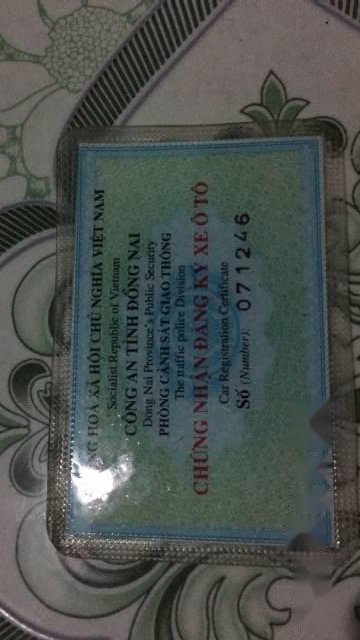 HOÀ XÃ HỘI CHỦ NGHĨA VIỆT NAM
Socialist Republic of Vietnam
CÔNG AN TỈNH ĐỒNG NAI
Dong Nai Province's Public Security
PHÒNG CẢNH SÁT GIAO THÔNG
The traffic police Division
CHỨNG NHẬN ĐĂNG KÝ XE Ô TÔ
Car Registration Certificate
Số (Number): 071246